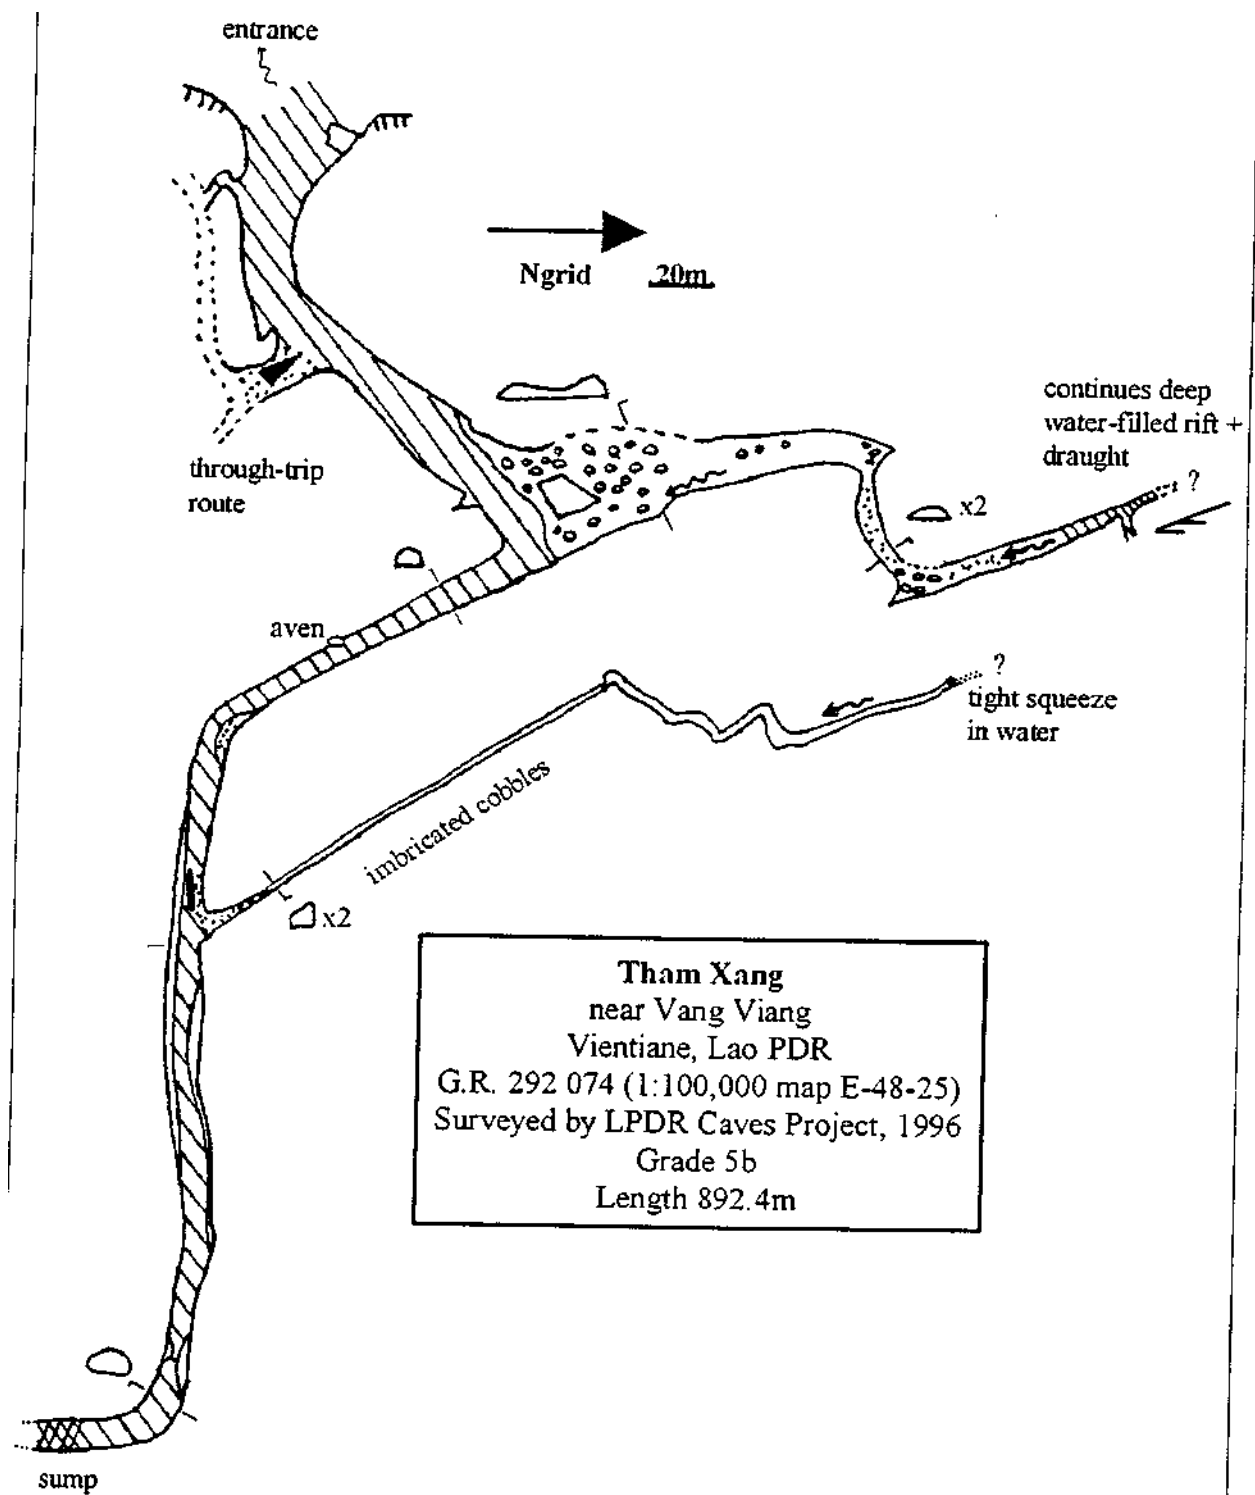 entrance
Ngrid 20m.
continues deep
water-filled rift +
draught
?
through-trip
route
x2
aven
?
tight squeeze
in water
imbricated cobbles
x2
Tham Xang
near Vang Viang
Vientiane, Lao PDR
G.R. 292 074 (1:100,000 map E-48-25)
Surveyed by LPDR Caves Project, 1996
Grade 5b
Length 892.4m
sump